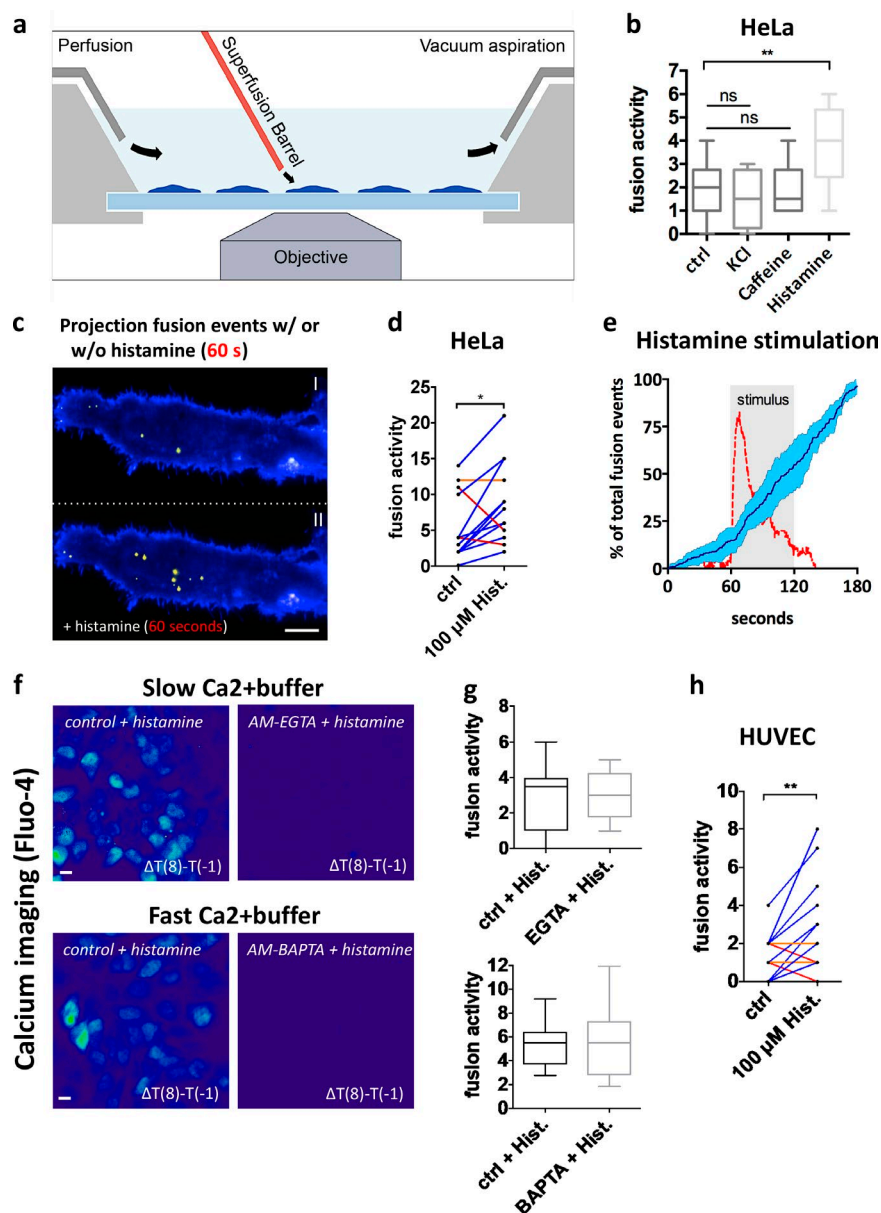 a
Perfusion
Superfusion Barrel
Vacuum aspiration
Objective
b
HeLa
**
ns
ns
fusion activity
7
6
5
4
3
2
1
0
ctrl
KCl
Caffeine
Histamine
c
Projection fusion events w/ or
w/o histamine (60 s)
I
II
+ histamine (60 seconds)
d
HeLa
*
fusion activity
25
20
15
10
5
0
ctrl
100 µM Hist.
e
Histamine stimulation
stimulus
% of total fusion events
100
75
50
25
0
0
60
120
180
seconds
f
Calcium imaging (Fluo-4)
Slow Ca2+buffer
control + histamine
ΔT(8)-T(-1)
AM-EGTA + histamine
ΔT(8)-T(-1)
Fast Ca2+buffer
control + histamine
ΔT(8)-T(-1)
AM-BAPTA + histamine
ΔT(8)-T(-1)
g
fusion activity
8
6
4
2
0
ctrl + Hist.
EGTA + Hist.
fusion activity
12
10
8
6
4
2
0
ctrl + Hist.
BAPTA + Hist.
h
HUVEC
**
fusion activity
10
8
6
4
2
0
ctrl
100 µM Hist.